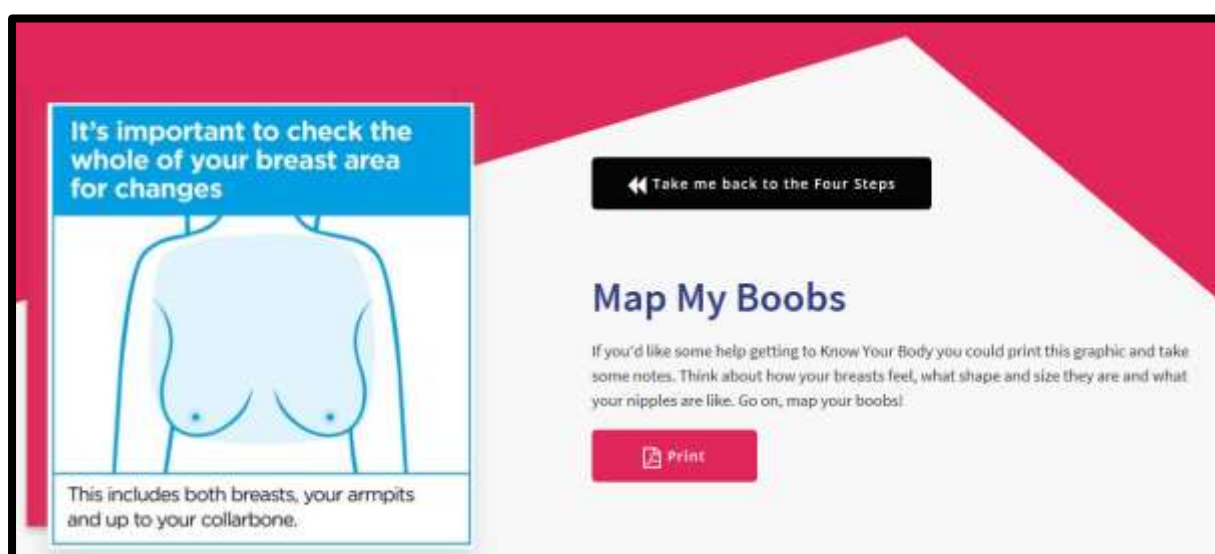 It's important to check the
whole of your breast area
for changes
This includes both breasts, your armpits
and up to your collarbone.
Take me back to the Four Steps
Map My Boobs
If you'd like some help getting to Know Your Body you could print this graphic and take
some notes. Think about how your breasts feel, what shape and size they are and what
your nipples are like. Go on, map your boobs!
Print